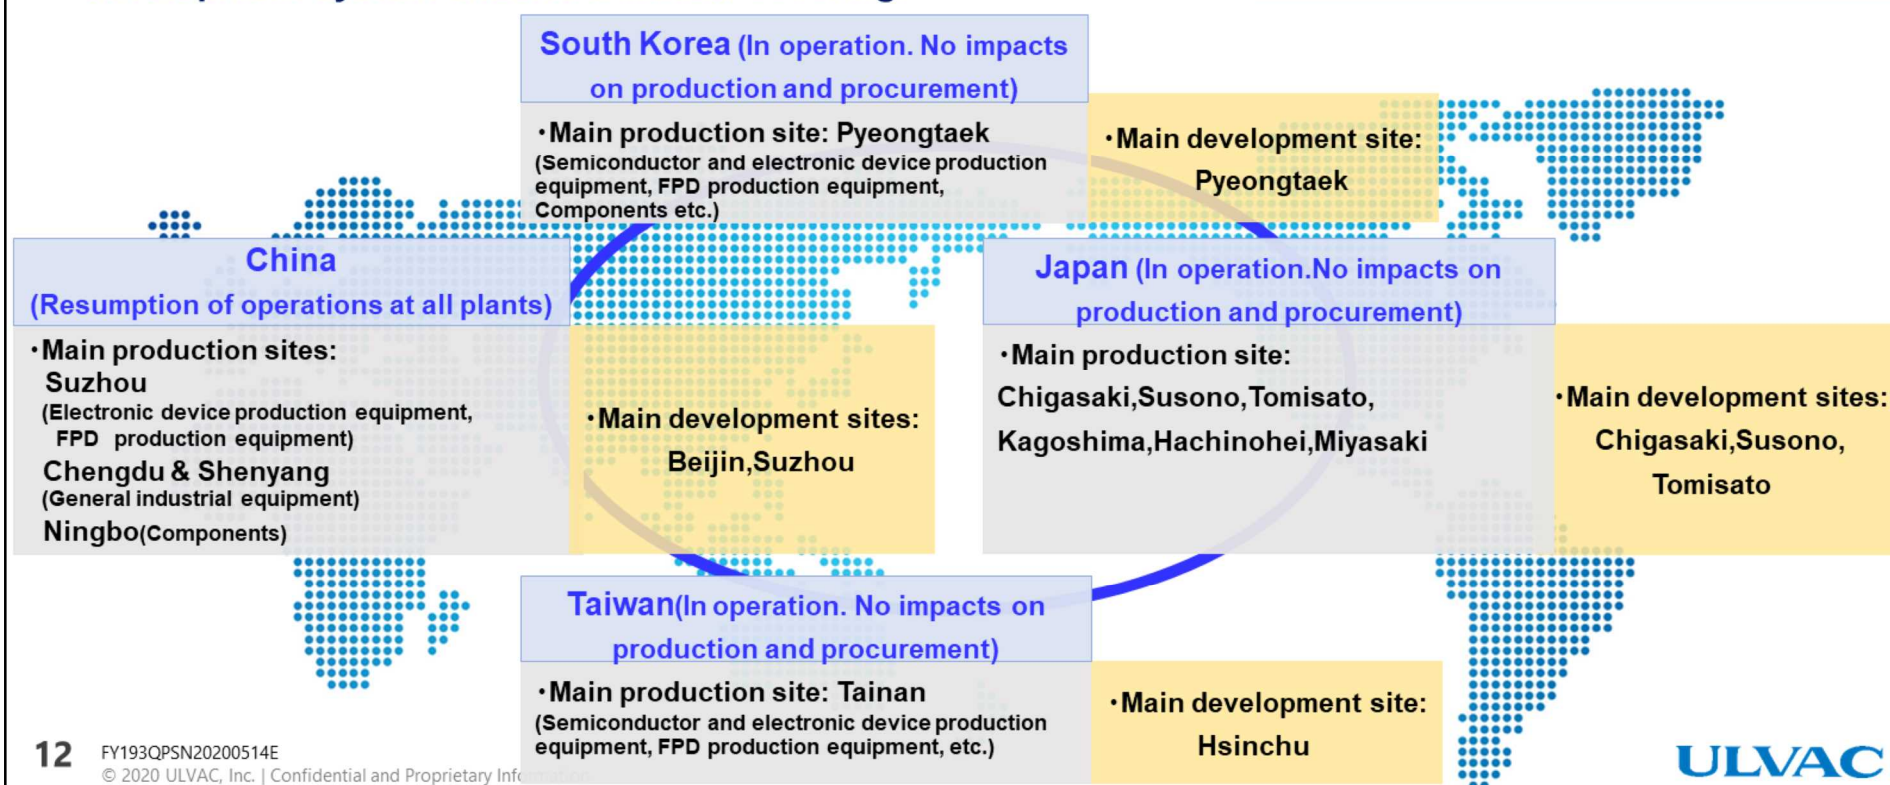 South Korea (In operation. No impacts
on production and procurement)
・Main production site: Pyeongtaek
(Semiconductor and electronic device production
equipment, FPD production equipment,
Components etc.)
・Main development site:
Pyeongtaek
China
(Resumption of operations at all plants)
・Main production sites:
Suzhou
(Electronic device production equipment,
FPD production equipment)
Chengdu & Shenyang
(General industrial equipment)
Ningbo(Components)
・Main development sites:
Beijin,Suzhou
Japan (In operation.No impacts on
production and procurement)
・Main production site:
Chigasaki,Susono,Tomisato,
Kagoshima,Hachinohei,Miyasaki
・Main development sites:
Chigasaki,Susono,
Tomisato
Taiwan(In operation. No impacts on
production and procurement)
・Main production site: Tainan
(Semiconductor and electronic device production
equipment, FPD production equipment, etc.)
・Main development site:
Hsinchu
12
FY193QPSN20200514E
© 2020 ULVAC, Inc. | Confidential and Proprietary Information.
ULVAC